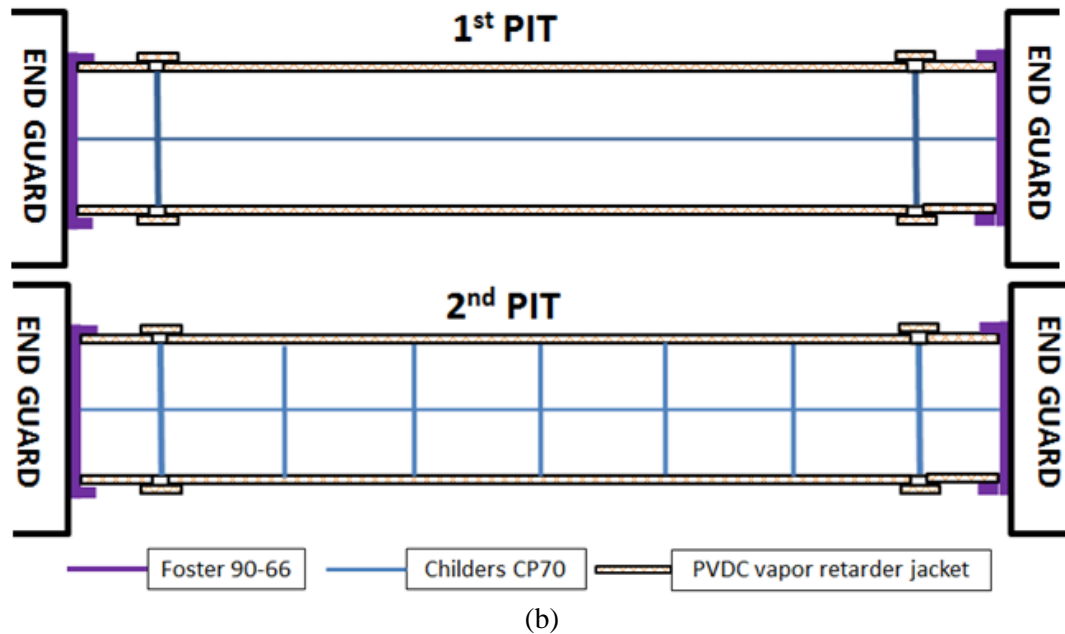 1st PIT
END GUARD
END GUARD
2nd PIT
END GUARD
END GUARD
Foster 90-66
Childers CP70
PVDC vapor retarder jacket
(b)